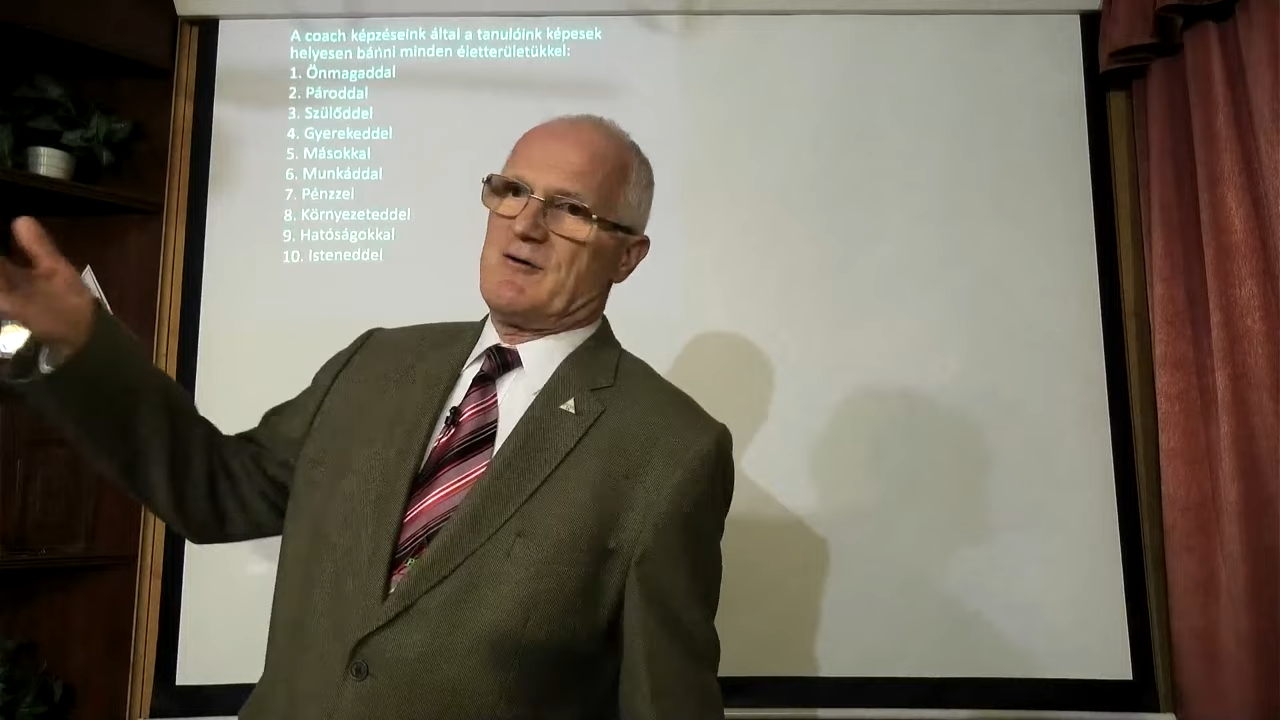 A coach képzéseink által a tanulóink képesek
helyesen bánni minden életterületükkel:
1. Önmagaddal
2. Pároddal
3. Szülőddel
4. Gyerekeddel
5. Másokkal
6. Munkáddal
7. Pénzzel
8. Környezeteddel
9. Hatóságokkal
10. Isteneddel